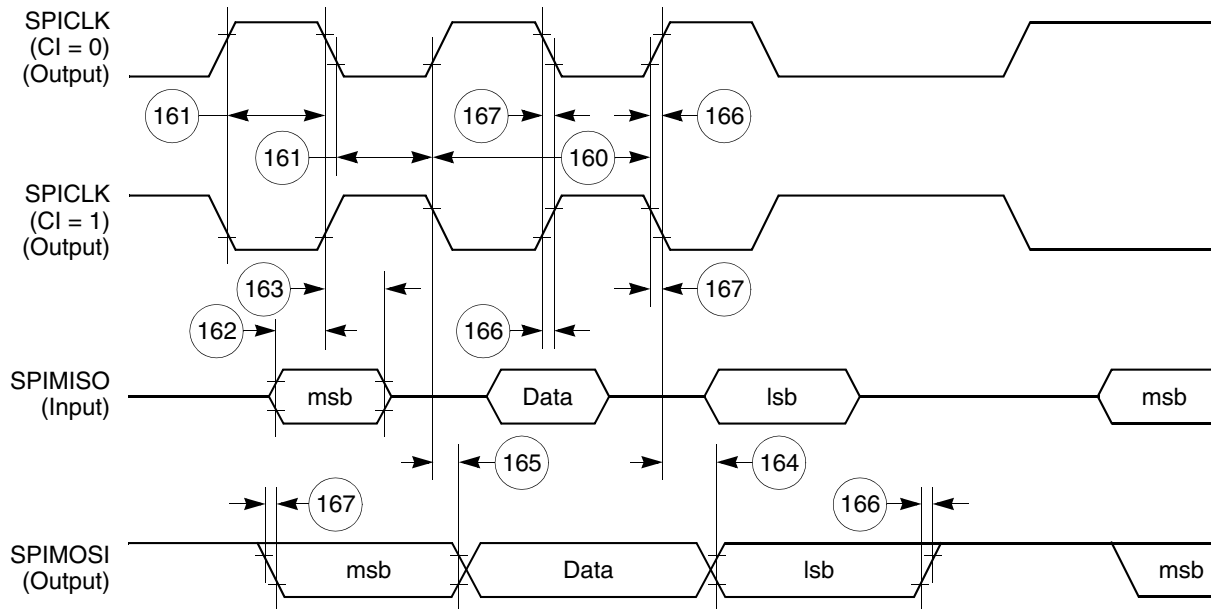 SPICLK
(CI = 0)
(Output)
161
167
166
161
160
SPICLK
(CI = 1)
(Output)
163
167
162
166
SPIMISO
(Input)
msb
Data
lsb
msb
165
164
167
166
SPIMOSI
(Output)
msb
Data
lsb
msb